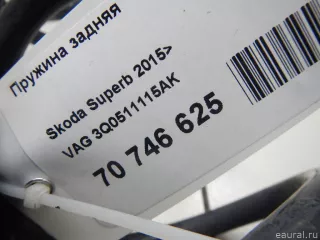 Пружина задняя
Skoda Superb 2015>
VAG 3Q0511115AK
70 746 625
eaural.ru